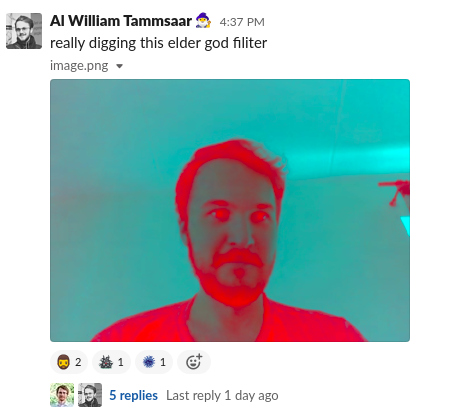 Al William Tammsaar 4:37 PM
really digging this elder god filiter
image.png
2 1 1
5 replies Last reply 1 day ago